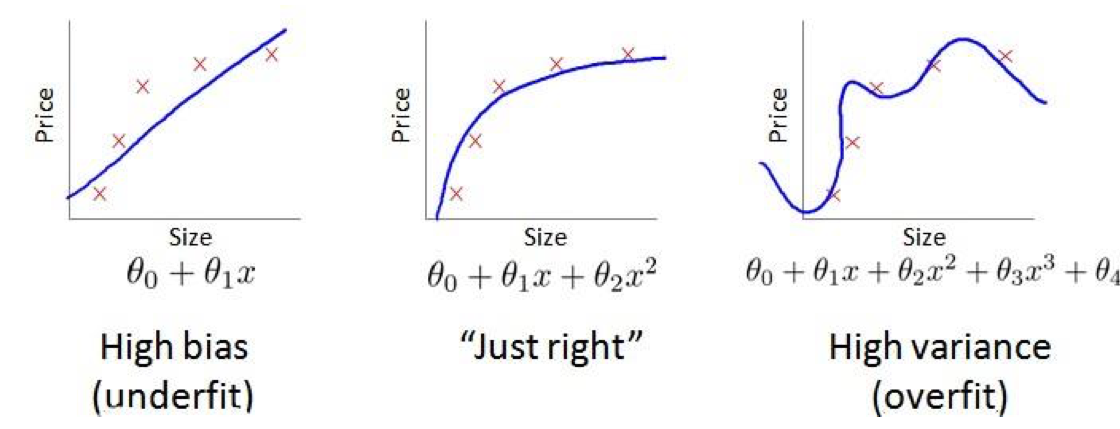 Price
Size
θ₀ + θ₁x
High bias
(underfit)
Price
Size
θ₀ + θ₁x + θ₂x²
“Just right”
Price
Size
θ₀ + θ₁x + θ₂x² + θ₃x³ + θ₄
High variance
(overfit)